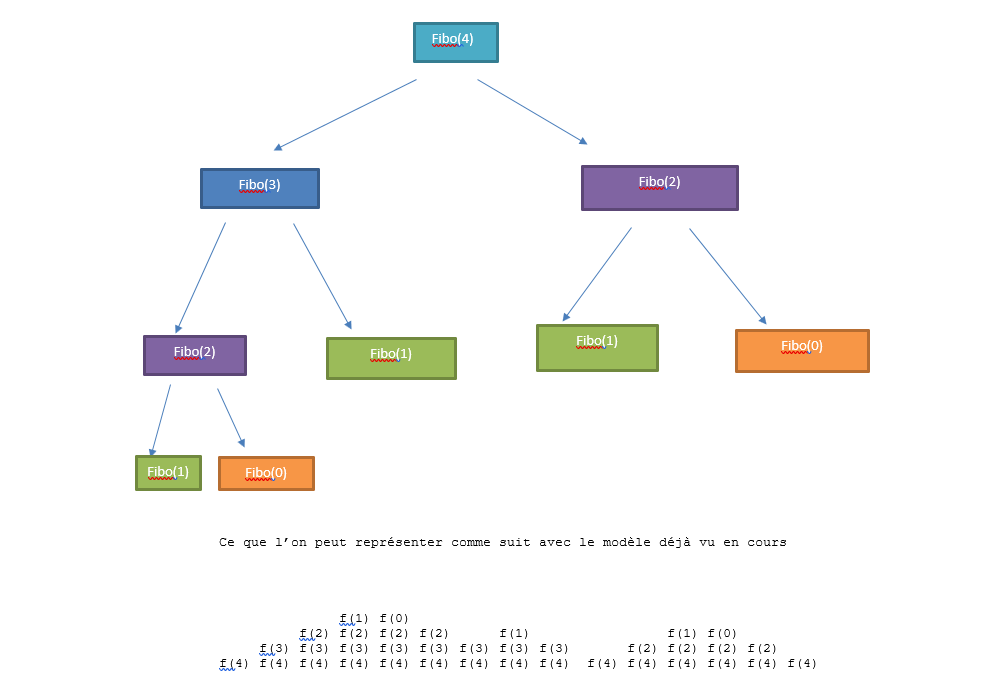 Fibo(4)
Fibo(3)
Fibo(2)
Fibo(2)
Fibo(1)
Fibo(1)
Fibo(0)
Fibo(1)
Fibo(0)
Ce que l’on peut représenter comme suit avec le modèle déjà vu en cours
f(1) f(0)
f(2) f(2) f(2) f(2) f(1) f(1) f(0)
f(3) f(3) f(3) f(3) f(3) f(3) f(3) f(3) f(2) f(2) f(2) f(2)
f(4) f(4) f(4) f(4) f(4) f(4) f(4) f(4) f(4) f(4) f(4) f(4) f(4) f(4) f(4)